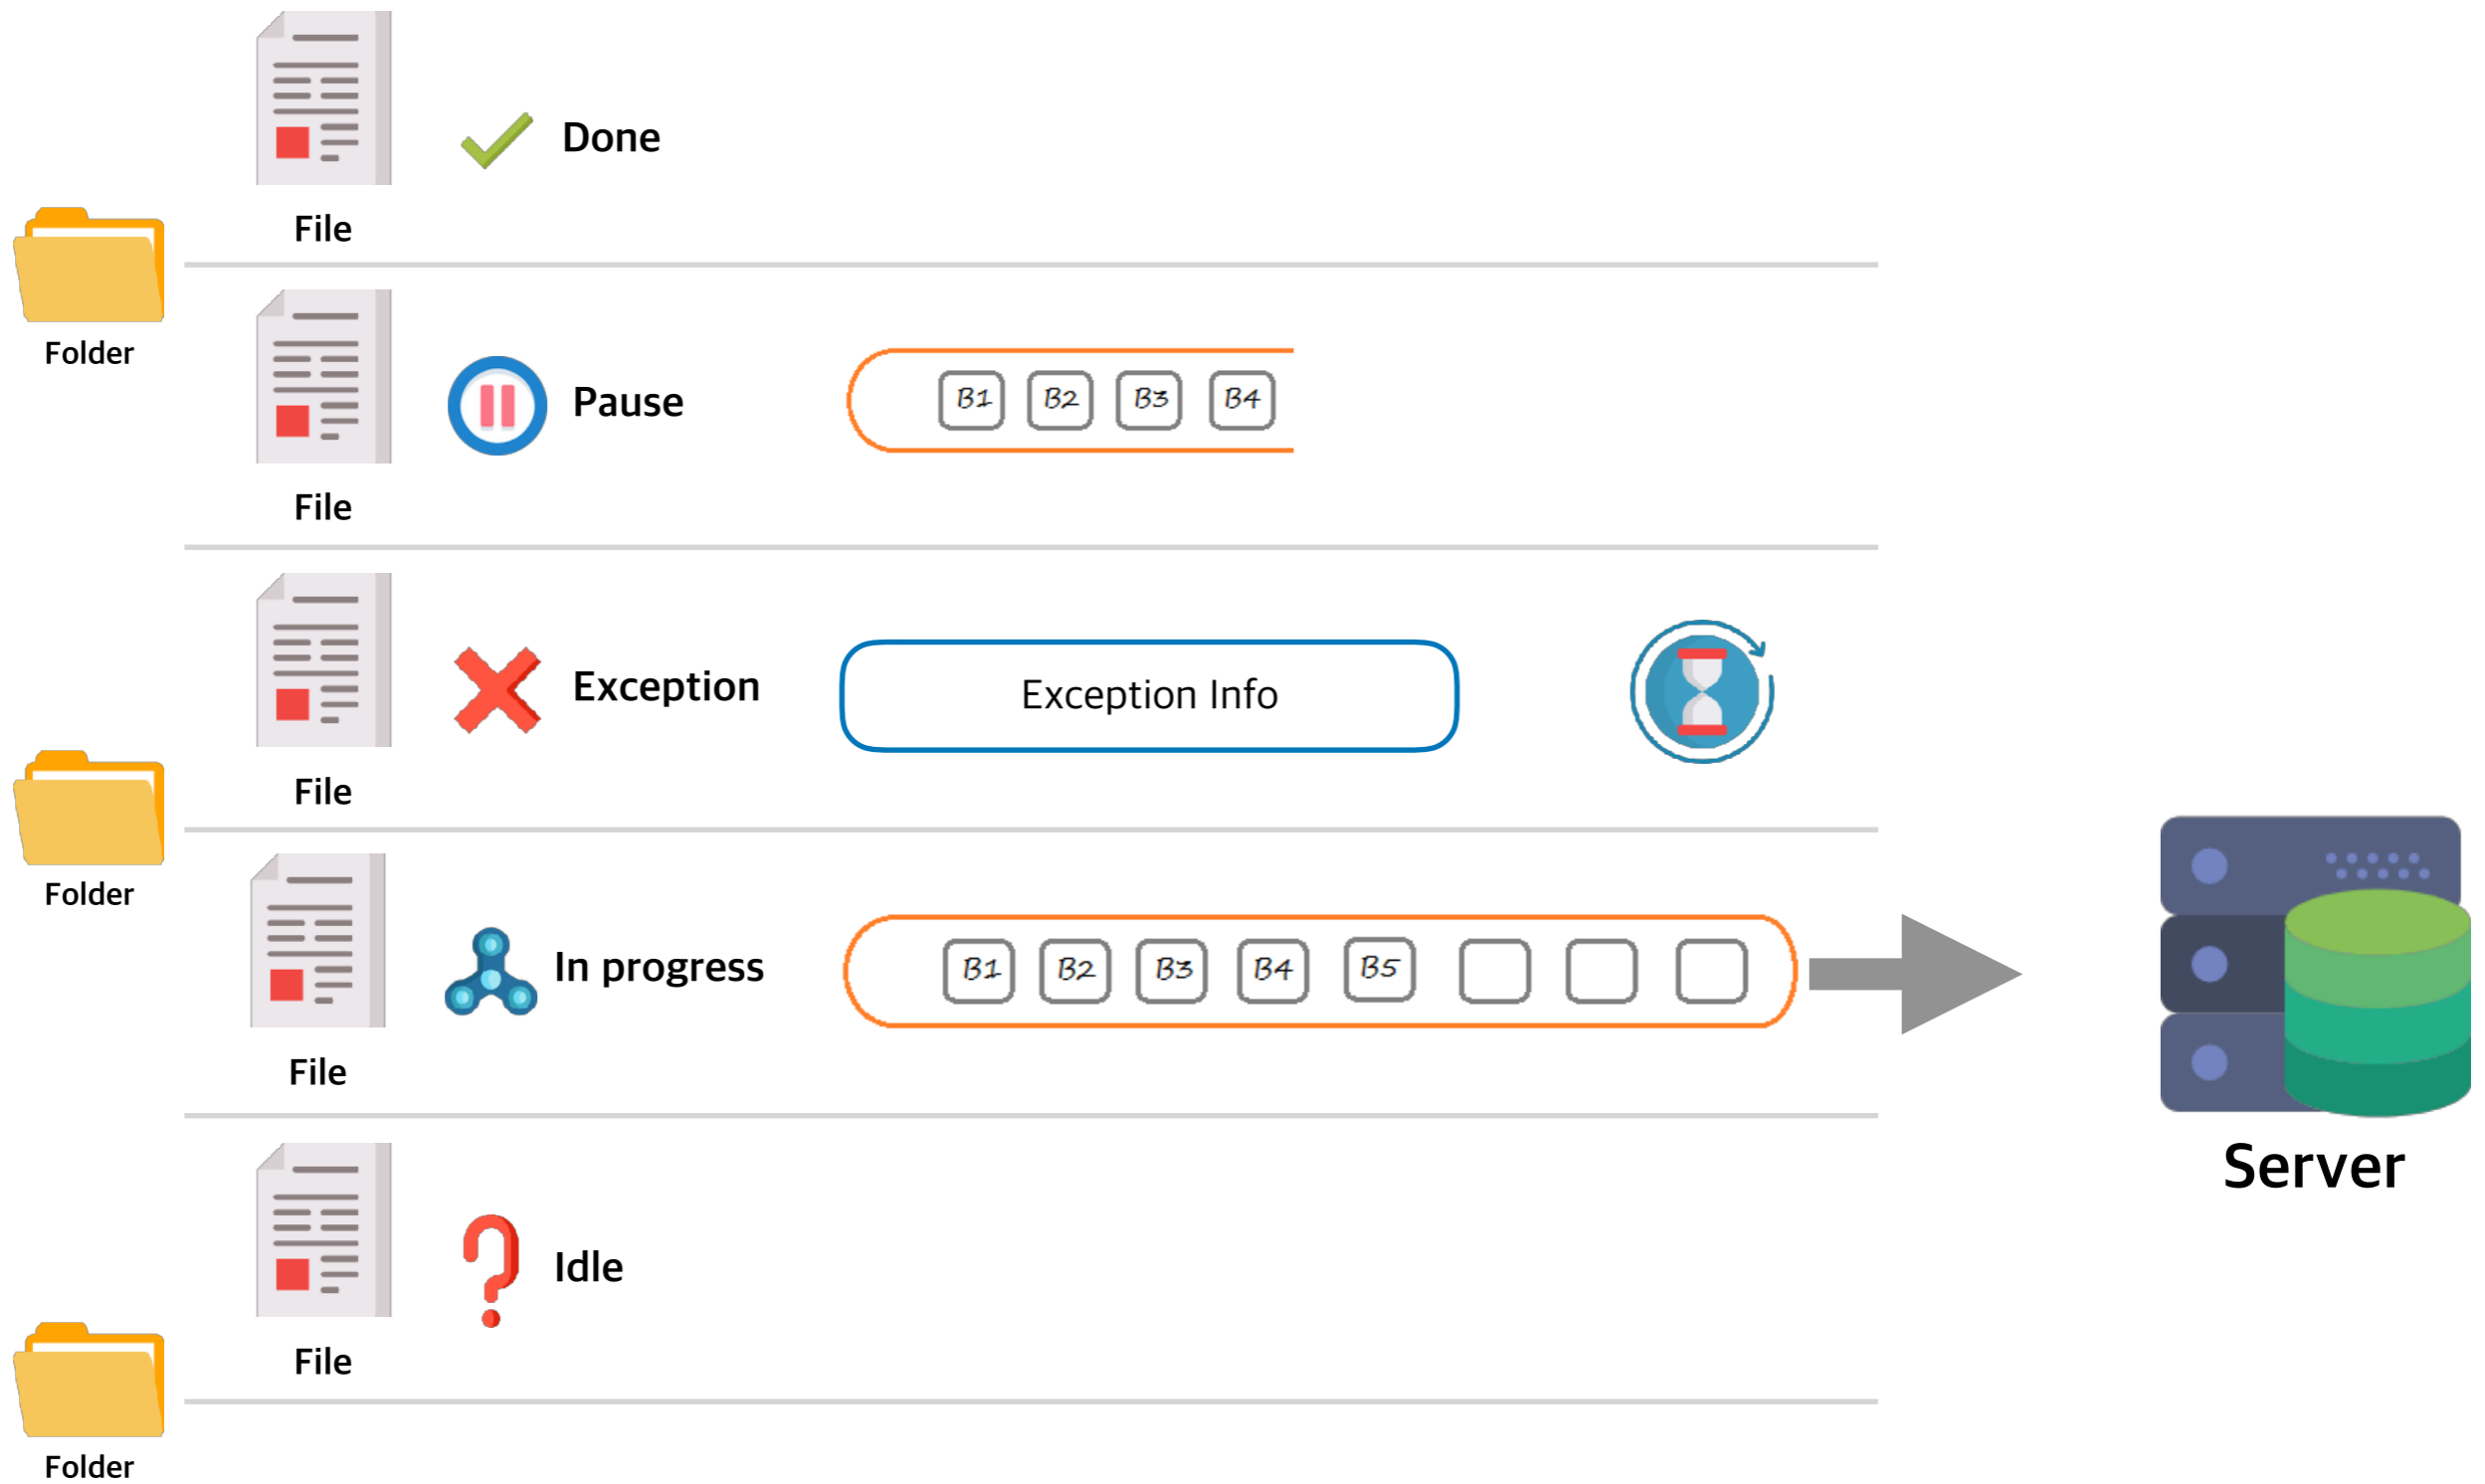 Done
File
Folder
Pause
B1 B2 B3 B4
File
Exception
Exception Info
File
Folder
In progress
B1 B2 B3 B4 B5
File
Server
Idle
File
Folder